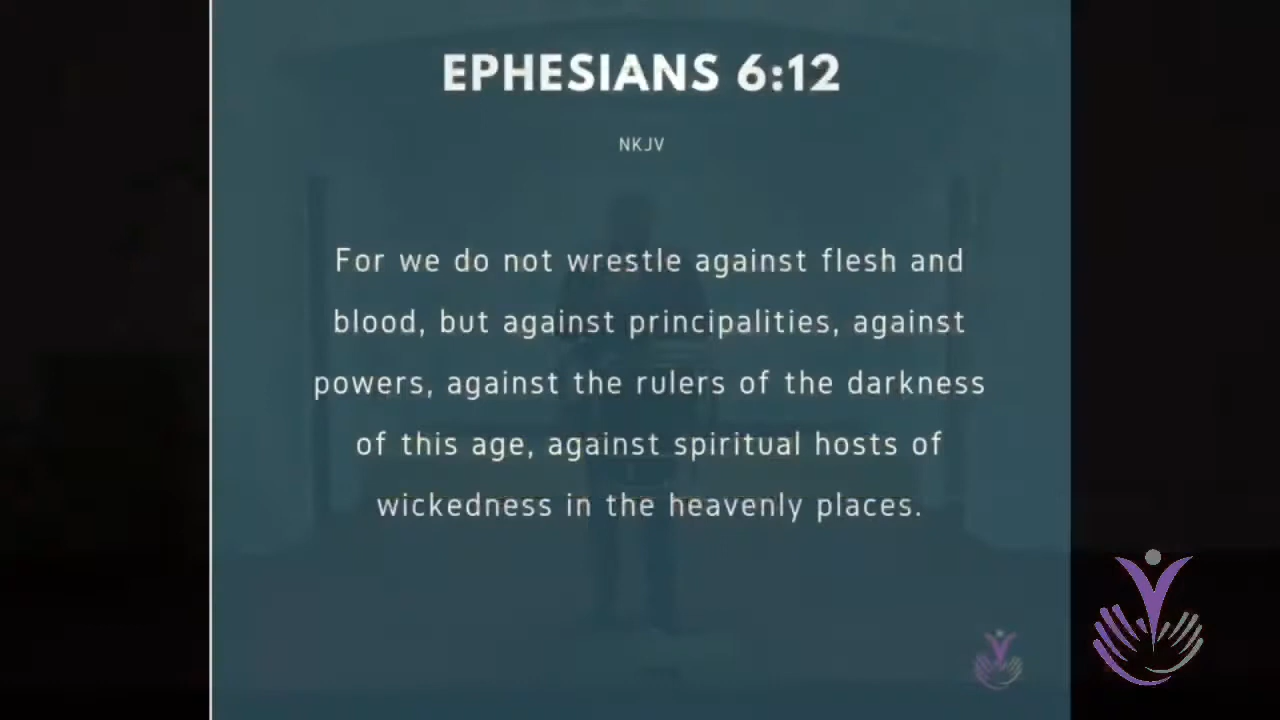 EPHESIANS 6:12
NKJV
For we do not wrestle against flesh and
blood, but against principalities, against
powers, against the rulers of the darkness
of this age, against spiritual hosts of
wickedness in the heavenly places.